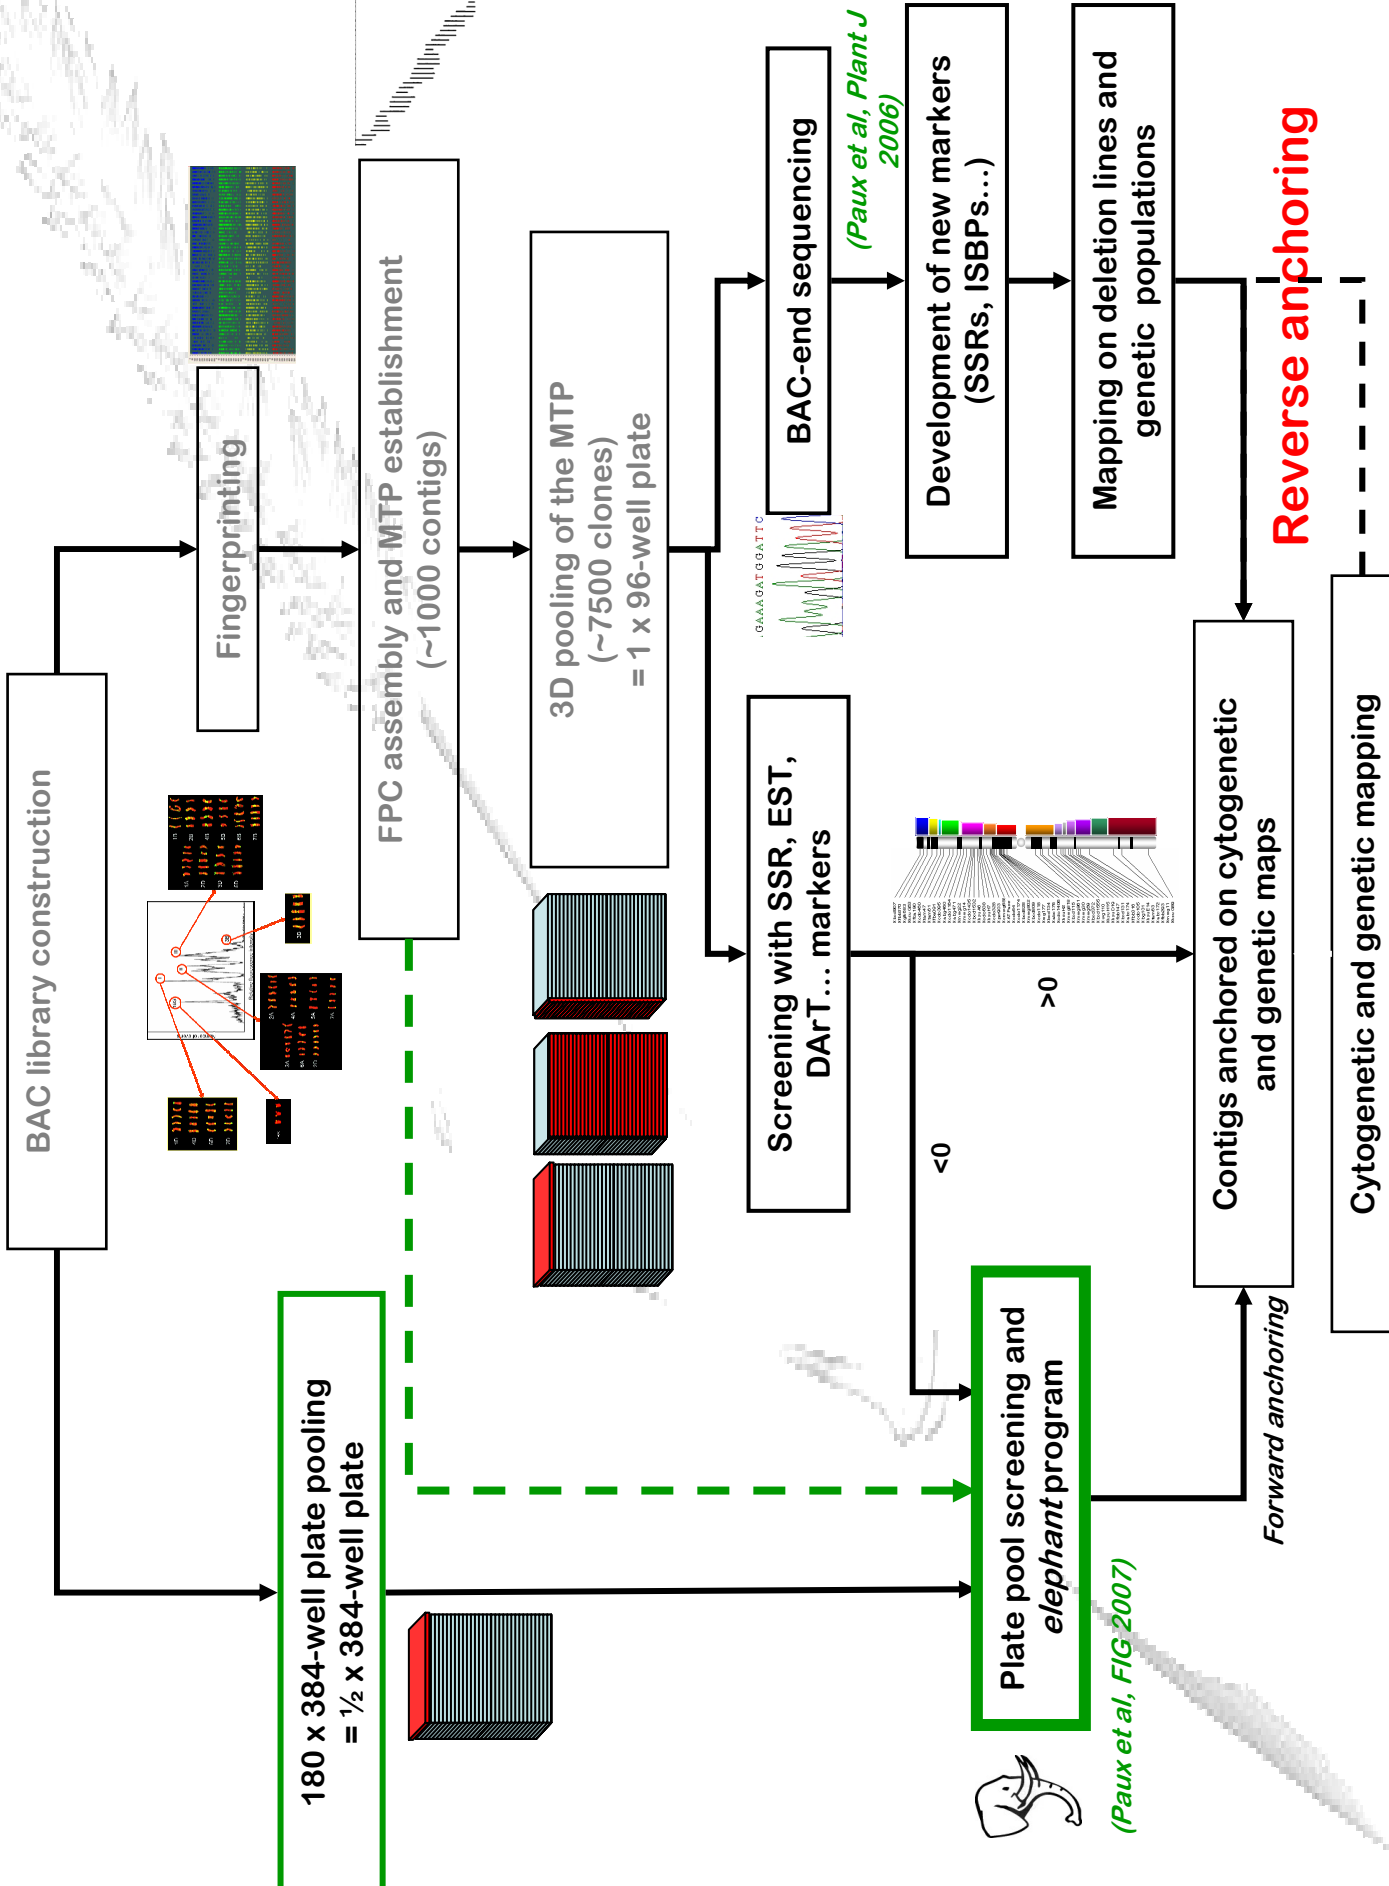 BAC library construction
Fingerprinting
FPC assembly and MTP establishment
(~1000 contigs)
180 x 384-well plate pooling
= ½ x 384-well plate
3D pooling of the MTP
(~7500 clones)
= 1 x 96-well plate
BAC-end sequencing
(Paux et al, Plant J
2006)
GAAAGATGGATTC
Screening with SSR, EST,
DArT... markers
Development of new markers
(SSRs, ISBPs...)
<0
>0
Mapping on deletion lines and
genetic populations
Plate pool screening and
elephant program
(Paux et al, FIG 2007)
Forward anchoring
Contigs anchored on cytogenetic
and genetic maps
Reverse anchoring
Cytogenetic and genetic mapping